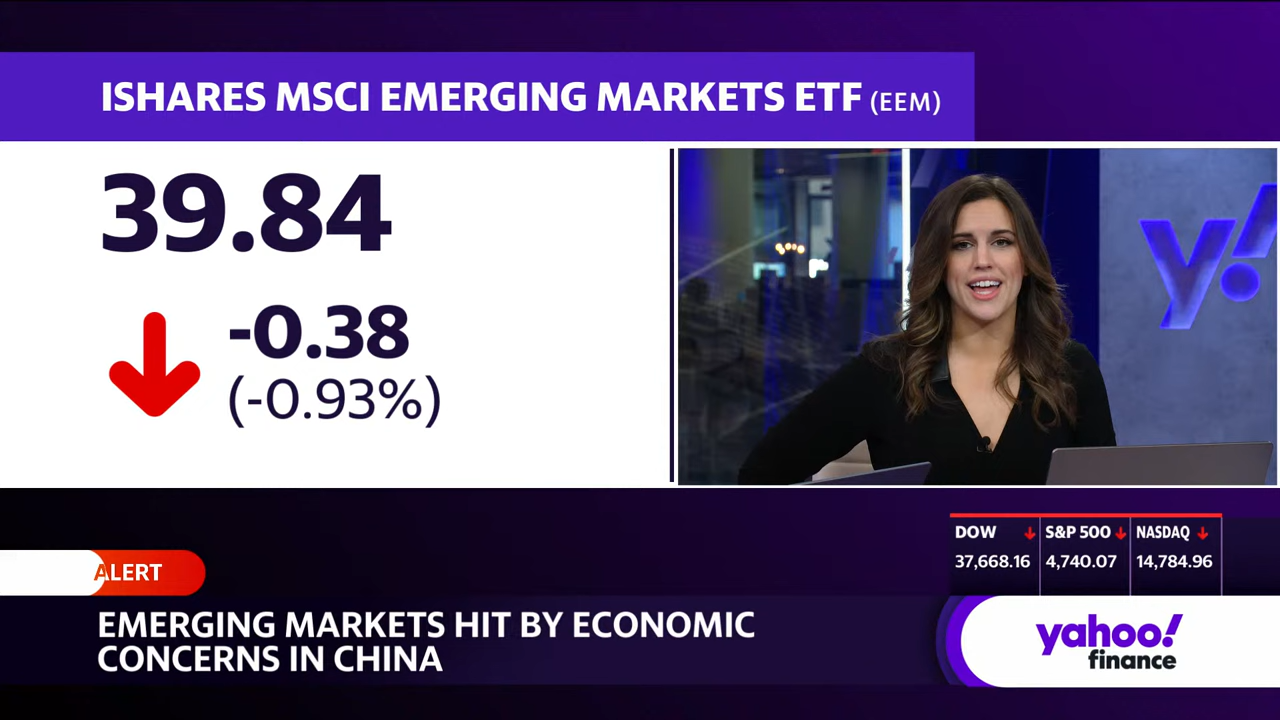 ISHARES MSCI EMERGING MARKETS ETF (EEM)
39.84
-0.38
(-0.93%)
y!
DOW S&P 500 NASDAQ
37,668.16 4,740.07 14,784.96
ALERT
EMERGING MARKETS HIT BY ECONOMIC
CONCERNS IN CHINA
yahoo!
finance